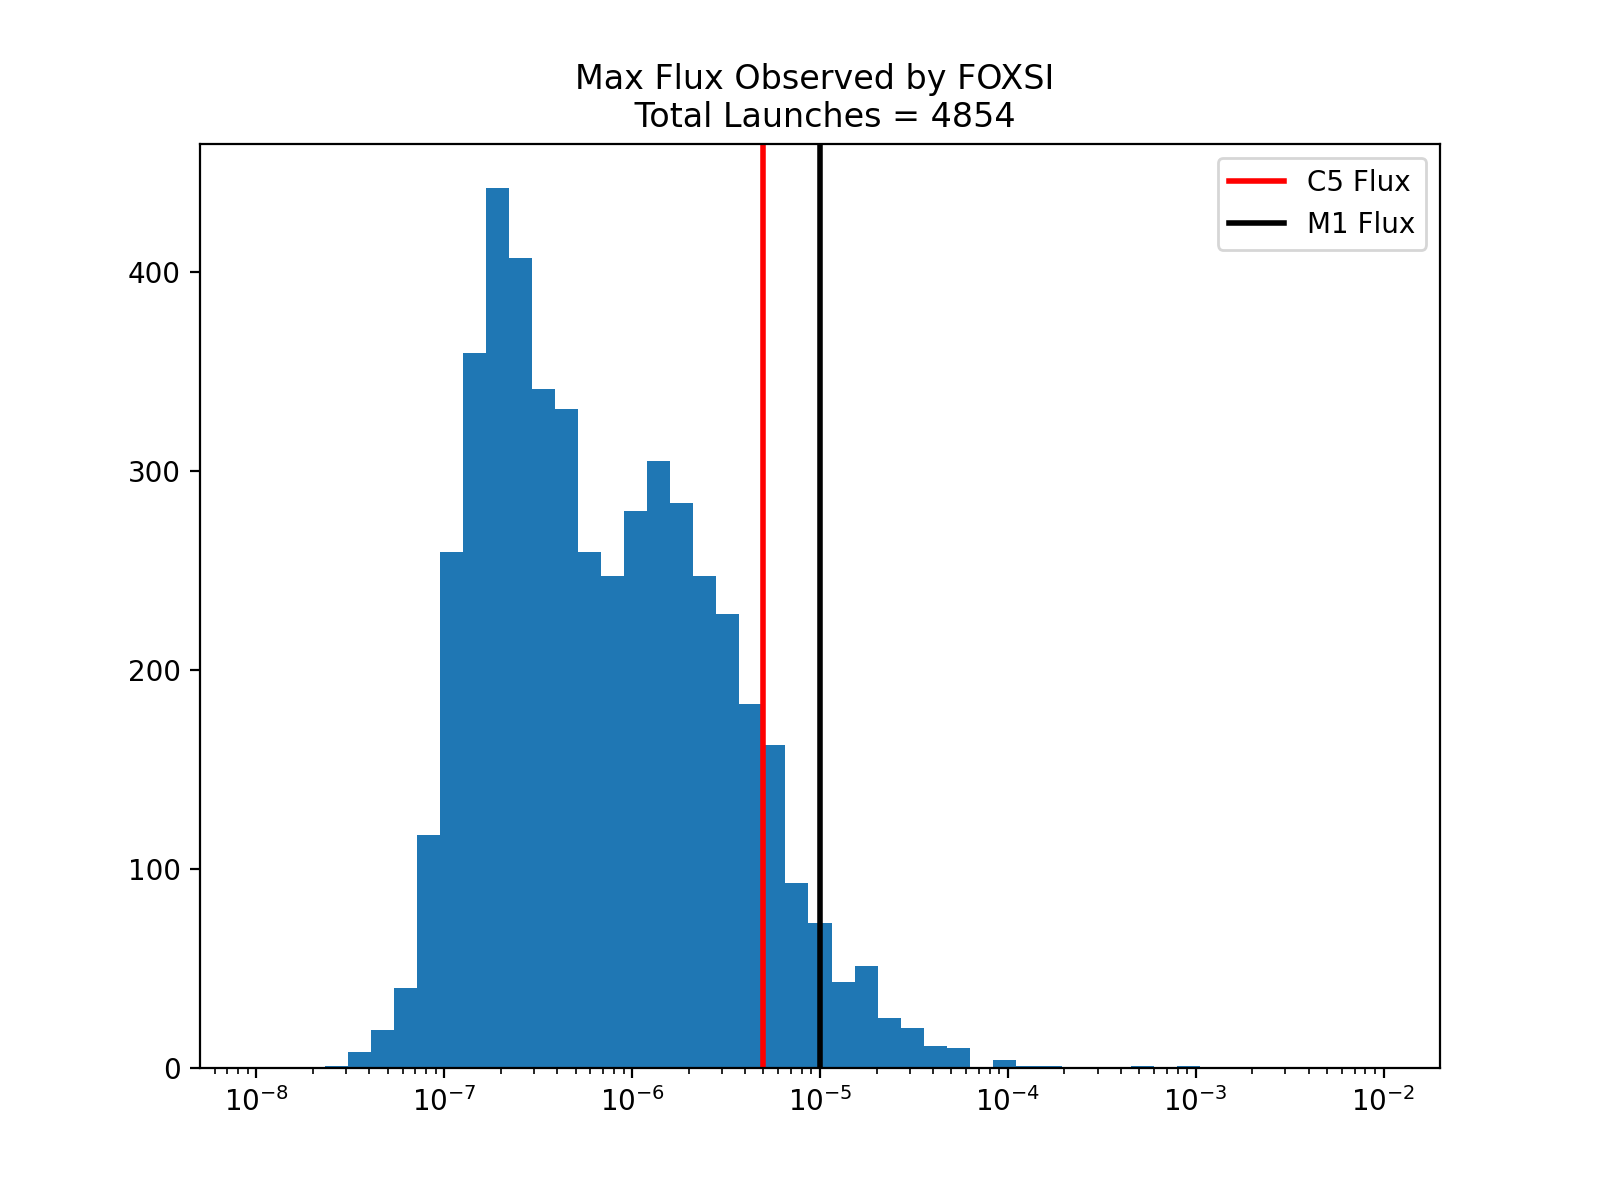 Max Flux Observed by FOXSI
Total Launches = 4854
C5 Flux
M1 Flux
400
300
200
100
0
10⁻⁸ 10⁻⁷ 10⁻⁶ 10⁻⁵ 10⁻⁴ 10⁻³ 10⁻²